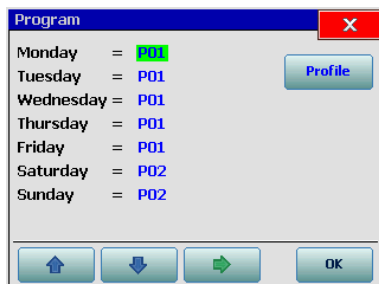 Program X
Monday = P01
Tuesday = P01
Profile
Wednesday = P01
Thursday = P01
Friday = P01
Saturday = P02
Sunday = P02
OK